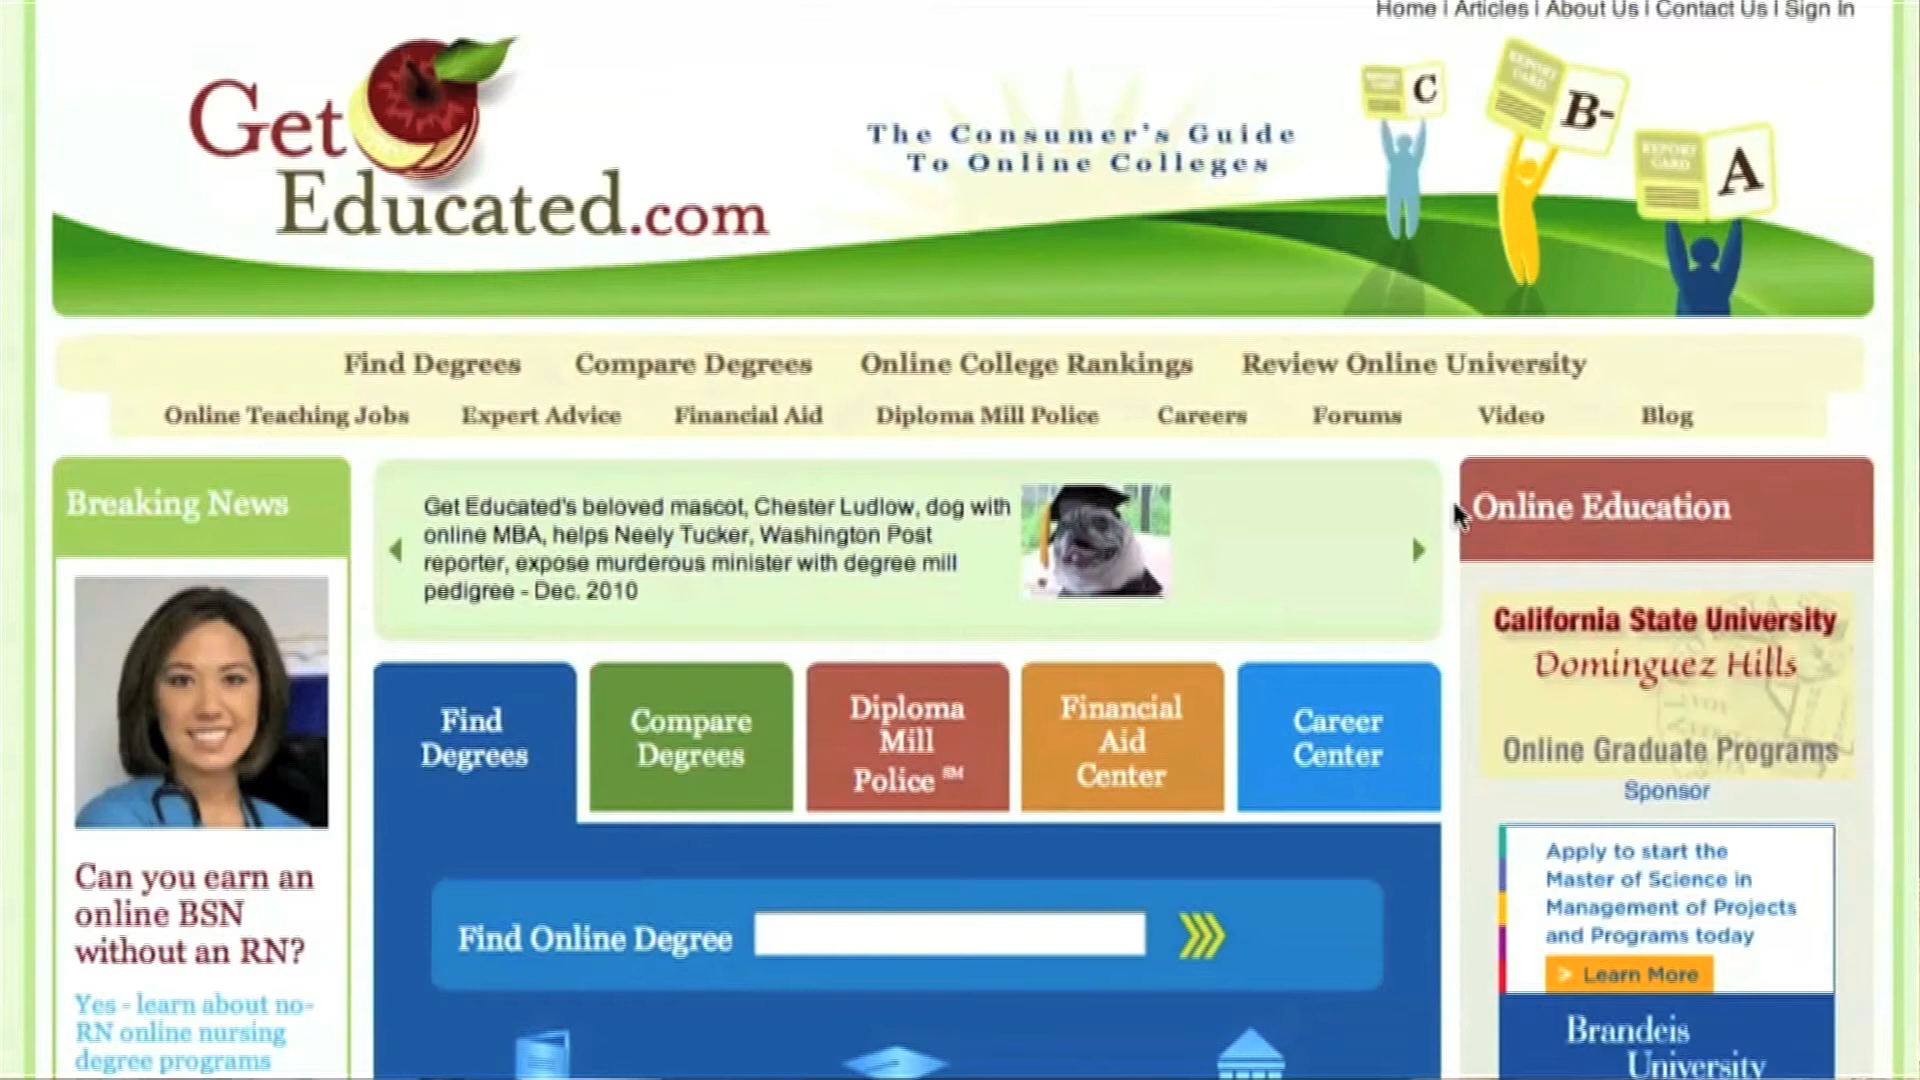 Home | Articles | About Us | Contact Us | Sign In
Get
Educated.com
The Consumer's Guide
To Online Colleges
REPORT CARD
C
REPORT CARD
B-
REPORT CARD
A
Find Degrees Compare Degrees Online College Rankings Review Online University
Online Teaching Jobs Expert Advice Financial Aid Diploma Mill Police Careers Forums Video Blog
Breaking News
Can you earn an
online BSN
without an RN?
Yes - learn about no-
RN online nursing
degree programs
Get Educated's beloved mascot, Chester Ludlow, dog with
online MBA, helps Neely Tucker, Washington Post
reporter, expose murderous minister with degree mill
pedigree - Dec. 2010
Find
Degrees
Compare
Degrees
Diploma
Mill
Police SM
Financial
Aid
Center
Career
Center
Find Online Degree
Online Education
California State University
Dominguez Hills
Online Graduate Programs
Sponsor
Apply to start the
Master of Science in
Management of Projects
and Programs today
> Learn More
Brandeis
University